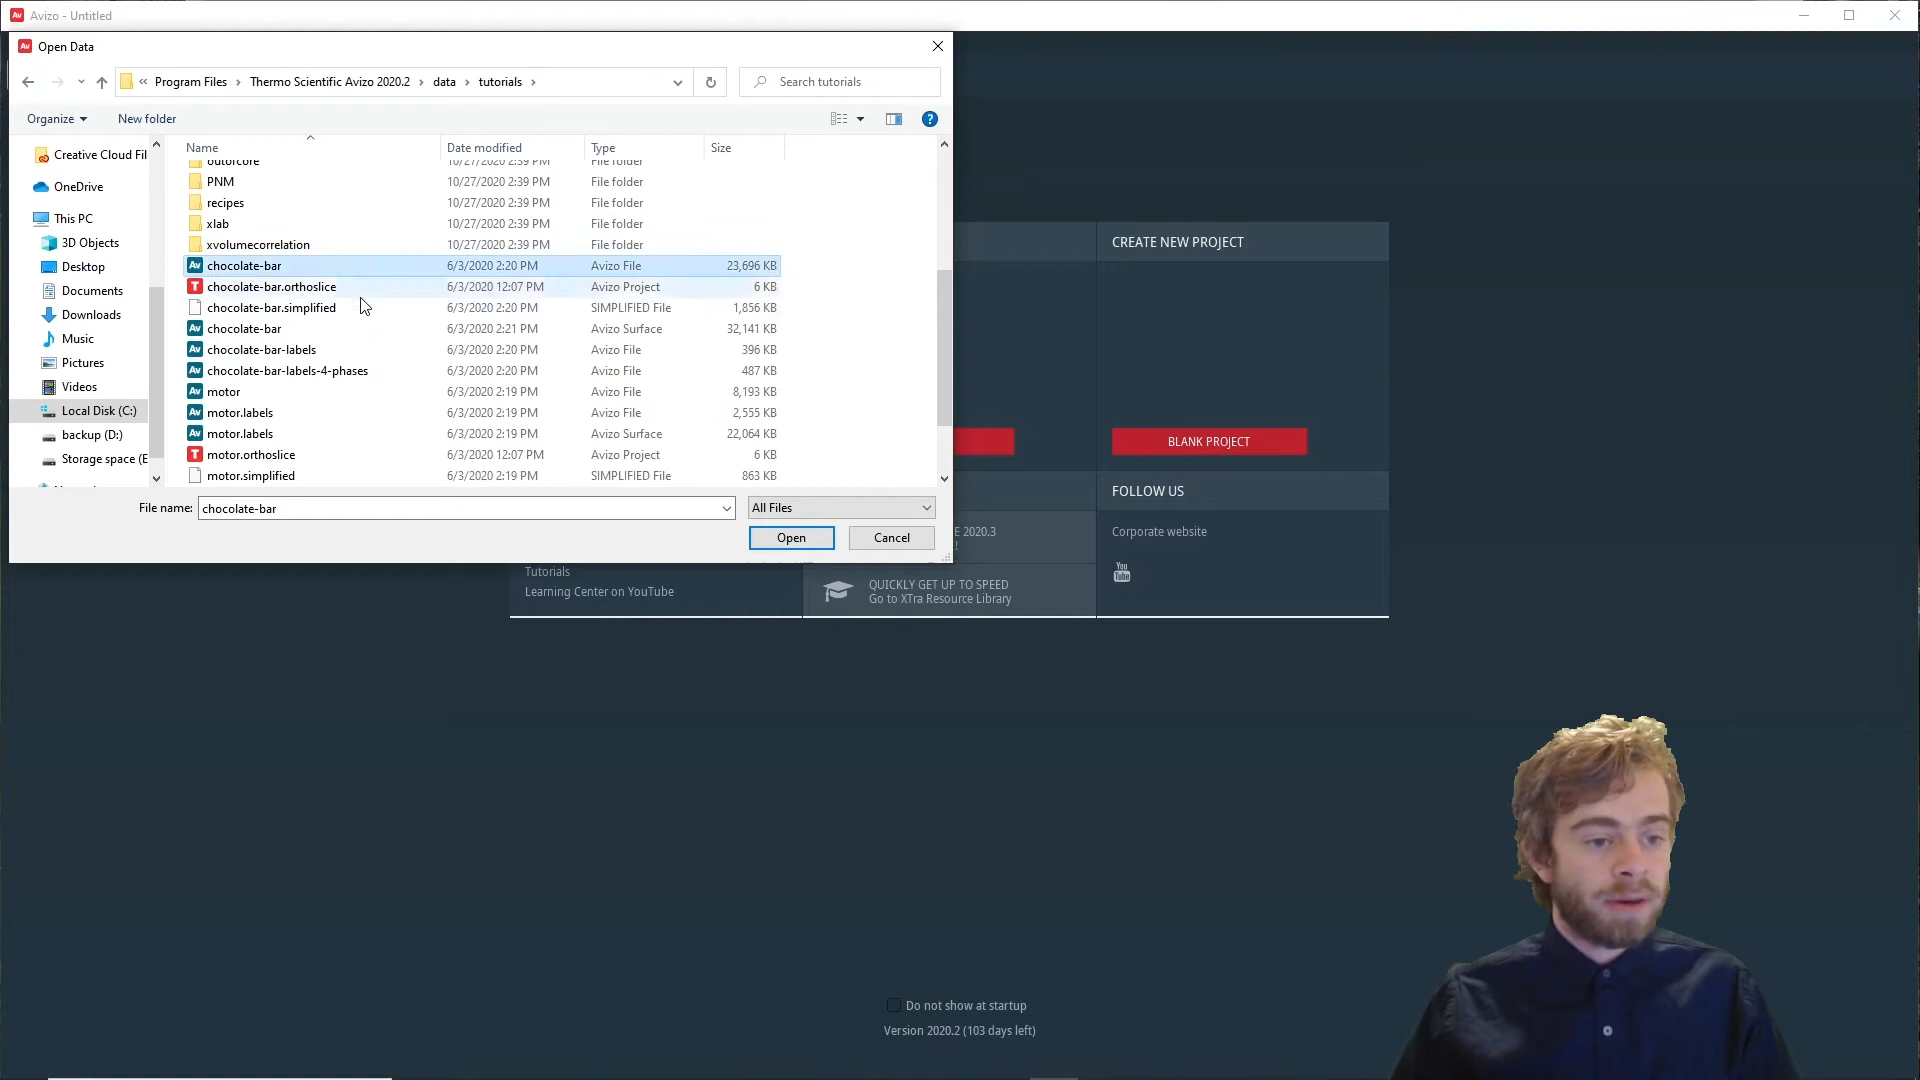 Avizo - Untitled
Open Data
« Program Files › Thermo Scientific Avizo 2020.2 › data › tutorials ›
Search tutorials
Organize
New folder
Name Date modified Type Size
Creative Cloud Fil
OneDrive
This PC
3D Objects
Desktop
Documents
Downloads
Music
Pictures
Videos
Local Disk (C:)
backup (D:)
Storage space (E
outofcore 10/27/2020 2:39 PM File folder
PNM 10/27/2020 2:39 PM File folder
recipes 10/27/2020 2:39 PM File folder
xlab 10/27/2020 2:39 PM File folder
xvolumecorrelation 10/27/2020 2:39 PM File folder
chocolate-bar 6/3/2020 2:20 PM Avizo File 23,696 KB
chocolate-bar.orthoslice 6/3/2020 12:07 PM Avizo Project 6 KB
chocolate-bar.simplified 6/3/2020 2:20 PM SIMPLIFIED File 1,856 KB
chocolate-bar 6/3/2020 2:21 PM Avizo Surface 32,141 KB
chocolate-bar-labels 6/3/2020 2:20 PM Avizo File 396 KB
chocolate-bar-labels-4-phases 6/3/2020 2:20 PM Avizo File 487 KB
motor 6/3/2020 2:19 PM Avizo File 8,193 KB
motor.labels 6/3/2020 2:19 PM Avizo File 2,555 KB
motor.labels 6/3/2020 2:19 PM Avizo Surface 22,064 KB
motor.orthoslice 6/3/2020 12:07 PM Avizo Project 6 KB
motor.simplified 6/3/2020 2:19 PM SIMPLIFIED File 863 KB
File name: chocolate-bar
All Files
Open
Cancel
CREATE NEW PROJECT
BLANK PROJECT
FOLLOW US
Corporate website
You
Tube
E 2020.3
Tutorials
Learning Center on YouTube
QUICKLY GET UP TO SPEED
Go to XTra Resource Library
Do not show at startup
Version 2020.2 (103 days left)